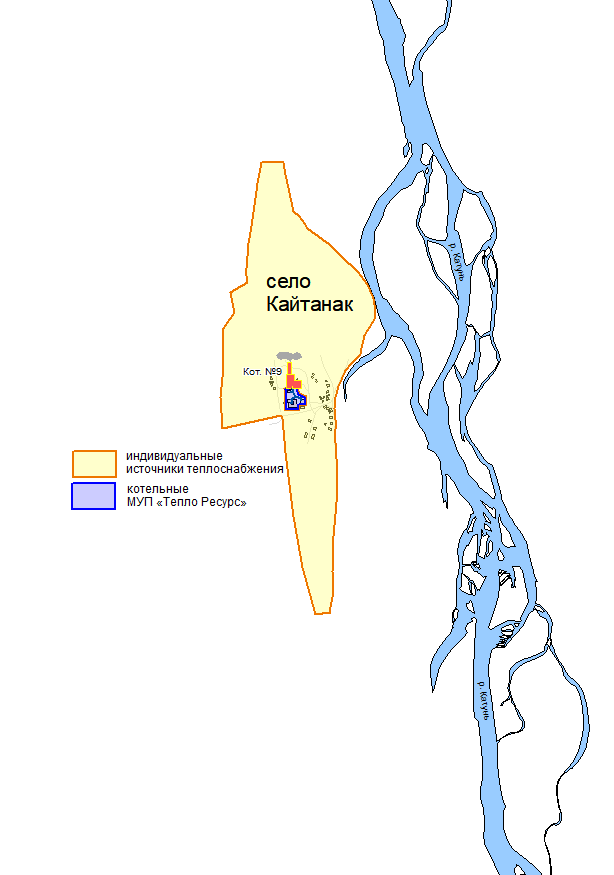 р. Катунь
село
Кайтанак
Кот. №9
индивидуальные
источники теплоснабжения
котельные
МУП «Тепло Ресурс»
р. Катунь